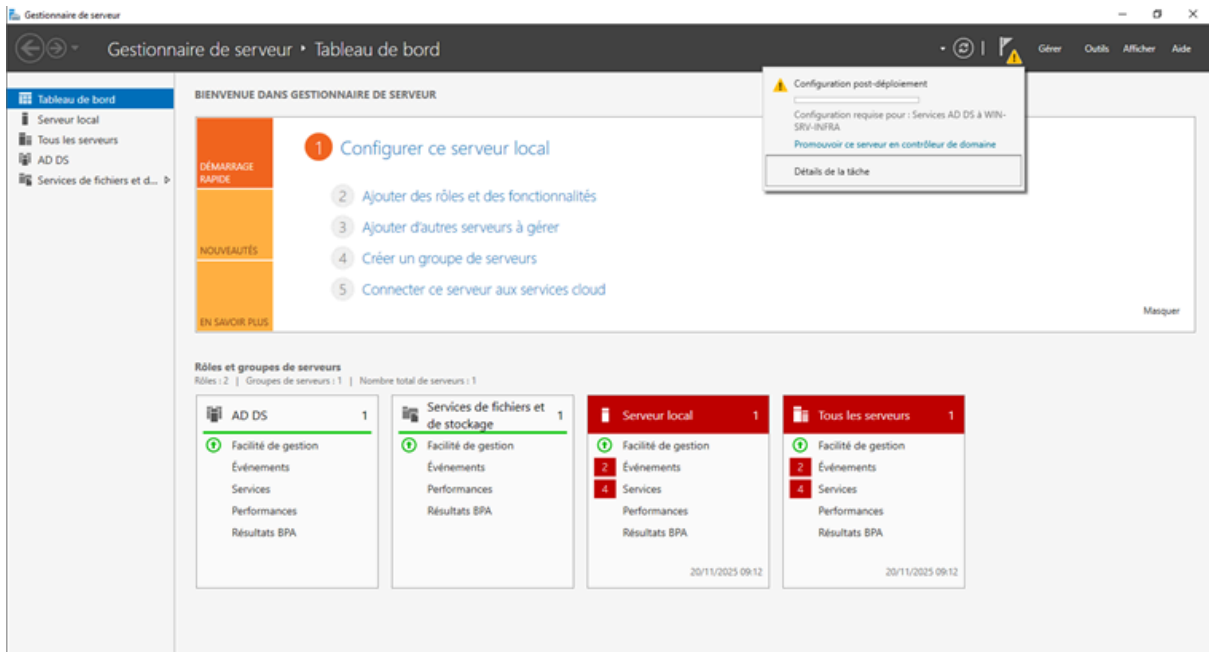 Gestionnaire de serveur
Gestionnaire de serveur • Tableau de bord
Gérer Outils Afficher Aide
Configuration post-déploiement
Configuration requise pour : Services AD DS à WIN-
SRV-INFRA
Promouvoir ce serveur en contrôleur de domaine
Détails de la tâche
Tableau de bord
Serveur local
Tous les serveurs
AD DS
Services de fichiers et d...
BIENVENUE DANS GESTIONNAIRE DE SERVEUR
DÉMARRAGE
RAPIDE
NOUVEAUTÉS
EN SAVOIR PLUS
1 Configurer ce serveur local
2 Ajouter des rôles et des fonctionnalités
3 Ajouter d'autres serveurs à gérer
4 Créer un groupe de serveurs
5 Connecter ce serveur aux services cloud
Masquer
Rôles et groupes de serveurs
Rôles : 2 | Groupes de serveurs : 1 | Nombre total de serveurs : 1
AD DS 1
Facilité de gestion
Événements
Services
Performances
Résultats BPA
Services de fichiers et
de stockage 1
Facilité de gestion
Événements
Performances
Résultats BPA
Serveur local 1
Facilité de gestion
2 Événements
4 Services
Performances
Résultats BPA
20/11/2025 09:12
Tous les serveurs 1
Facilité de gestion
2 Événements
4 Services
Performances
Résultats BPA
20/11/2025 09:12